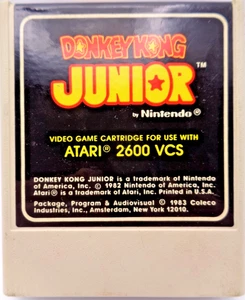 DONKEY KONG
JUNIOR™
by Nintendo®
VIDEO GAME CARTRIDGE FOR USE WITH
ATARI® 2600 VCS
DONKEY KONG JUNIOR is a trademark of Nintendo
of America, Inc. © 1982 Nintendo of America, Inc.
Atari® is a trademark of Atari, Inc. Printed in U.S.A.
Package, Program & Audiovisual © 1983 Coleco
Industries, Inc., Amsterdam, New York 12010.